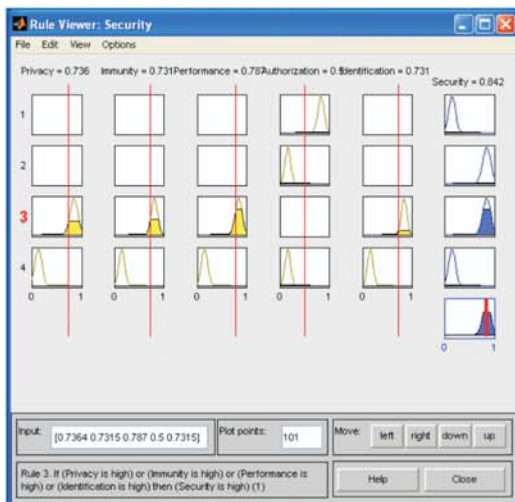 Rule Viewer: Security
File Edit View Options
Privacy = 0.736 Immunity = 0.731 Performance = 0.787 Authorization = 0.5 Identification = 0.731
Security = 0.842
1
2
3
4
0 1 0 1 0 1 0 1 0 1
0 1
Input: [0.7364 0.7315 0.787 0.5 0.7315] Plot points: 101 Move: left right down up
Rule 3. If (Privacy is high) or (Immunity is high) or (Performance is
high) or (Identification is high) then (Security is high) (1)
Help Close